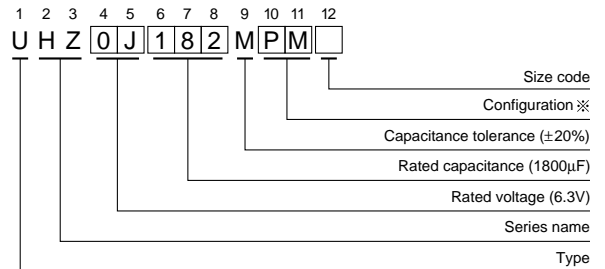 1 2 3 4 5 6 7 8 9 10 11 12
U H Z 0 J 1 8 2 M P M
Size code
Configuration ※
Capacitance tolerance (±20%)
Rated capacitance (1800μF)
Rated voltage (6.3V)
Series name
Type